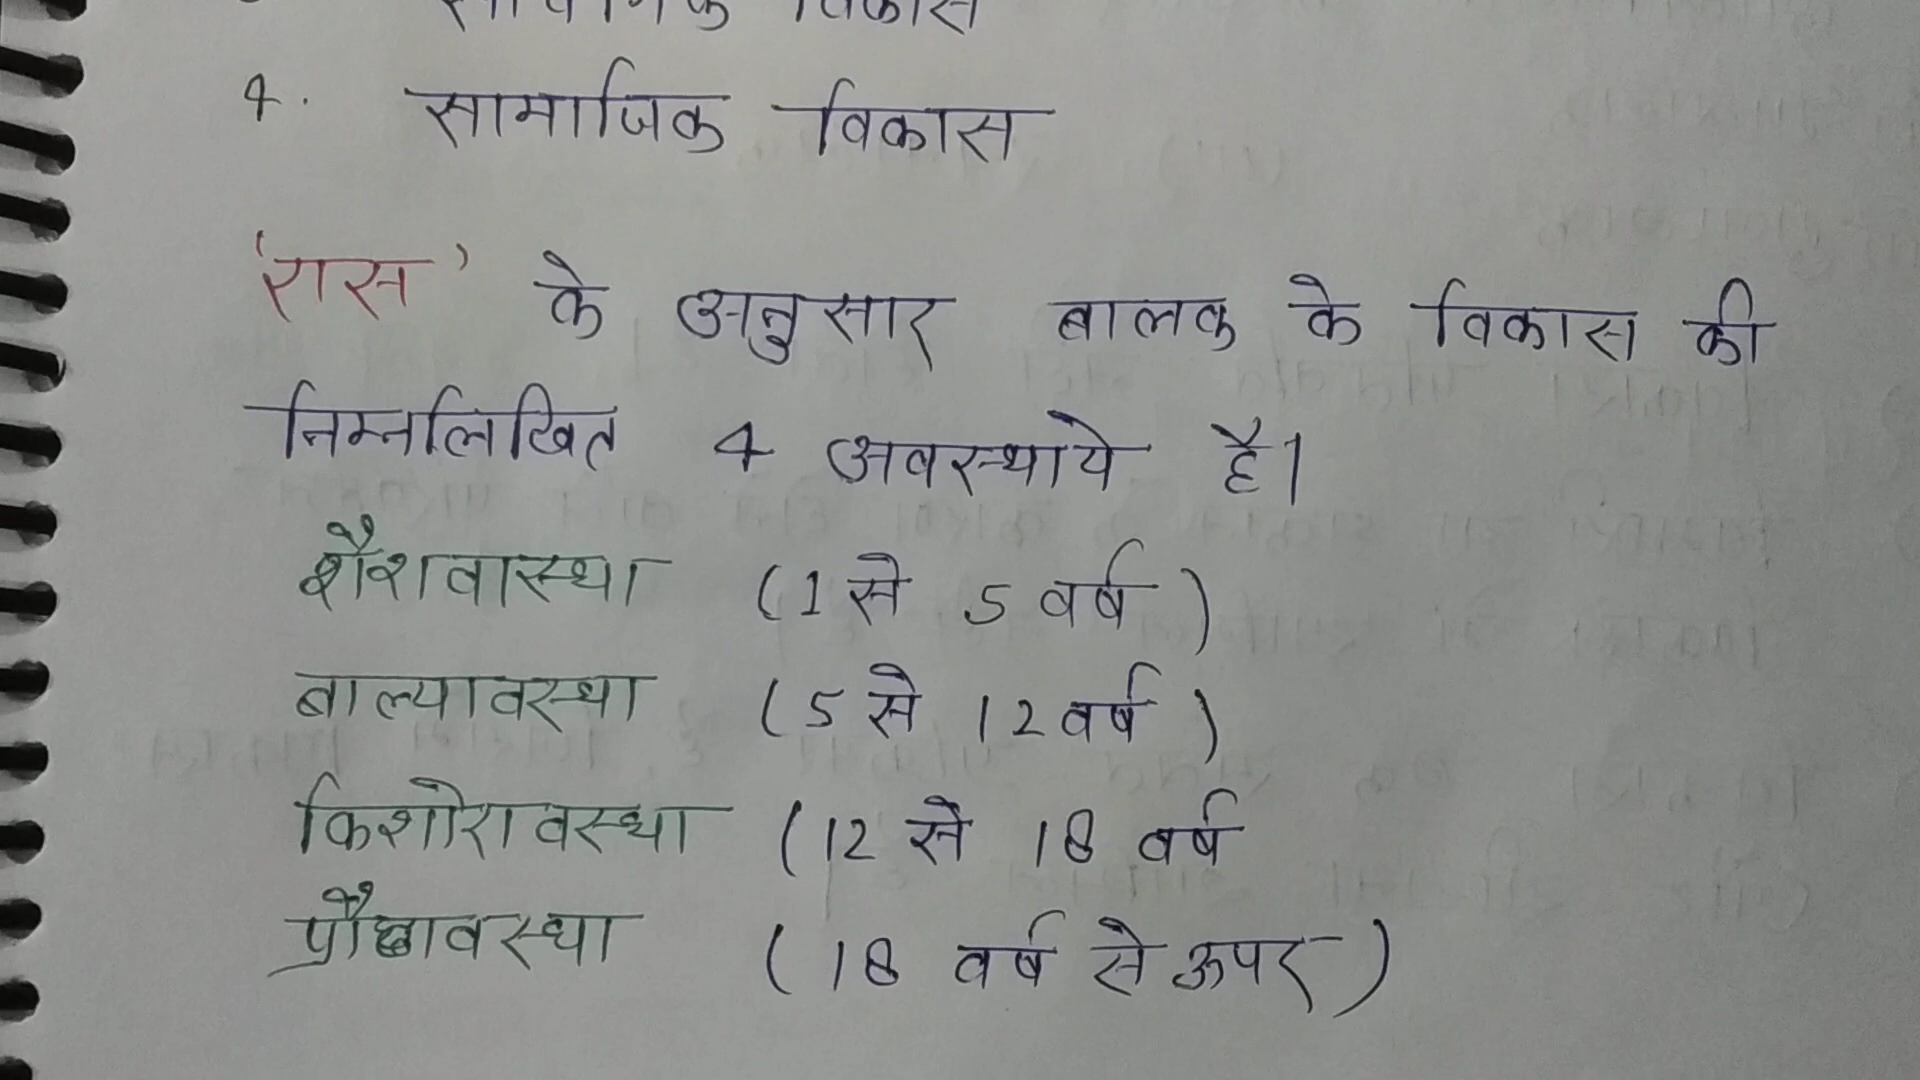 विकास
4. सामाजिक विकास
'रास' के अनुसार बालक के विकास की
निम्नलिखित 4 अवस्थाये है।
शैशवास्था (1 से 5 वर्ष)
बाल्यावस्था (5 से 12 वर्ष)
किशोरावस्था (12 से 18 वर्ष
प्रौढावस्था (18 वर्ष से ऊपर)